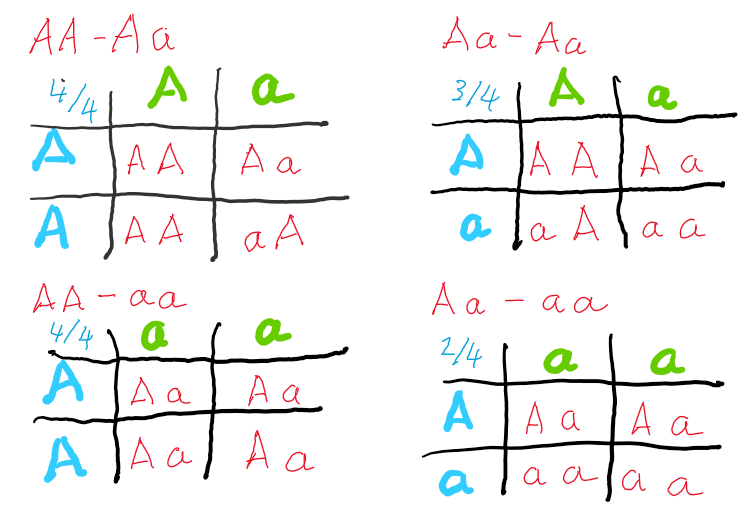 AA - Aa
4/4 A a
A AA Aa
A AA aA
Aa - Aa
3/4 A a
A AA Aa
a aA aa
AA - aa
4/4 a a
A Aa Aa
A Aa Aa
Aa - aa
2/4 a a
A Aa Aa
a aa aa